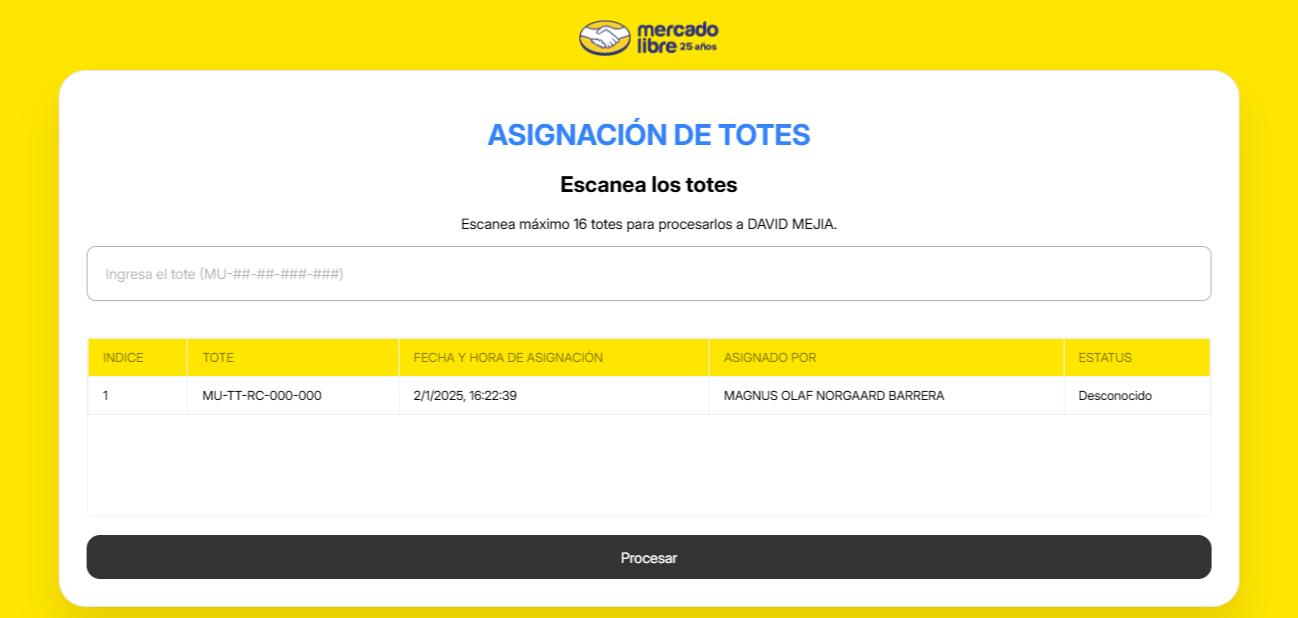 mercado
libre 25 años
ASIGNACIÓN DE TOTES
Escanea los totes
Escanea máximo 16 totes para procesarlos a DAVID MEJIA.
Ingresa el tote (MU-##-##-###-###)
INDICE TOTE FECHA Y HORA DE ASIGNACIÓN ASIGNADO POR ESTATUS
1 MU-TT-RC-000-000 2/1/2025, 16:22:39 MAGNUS OLAF NORGAARD BARRERA Desconocido
Procesar